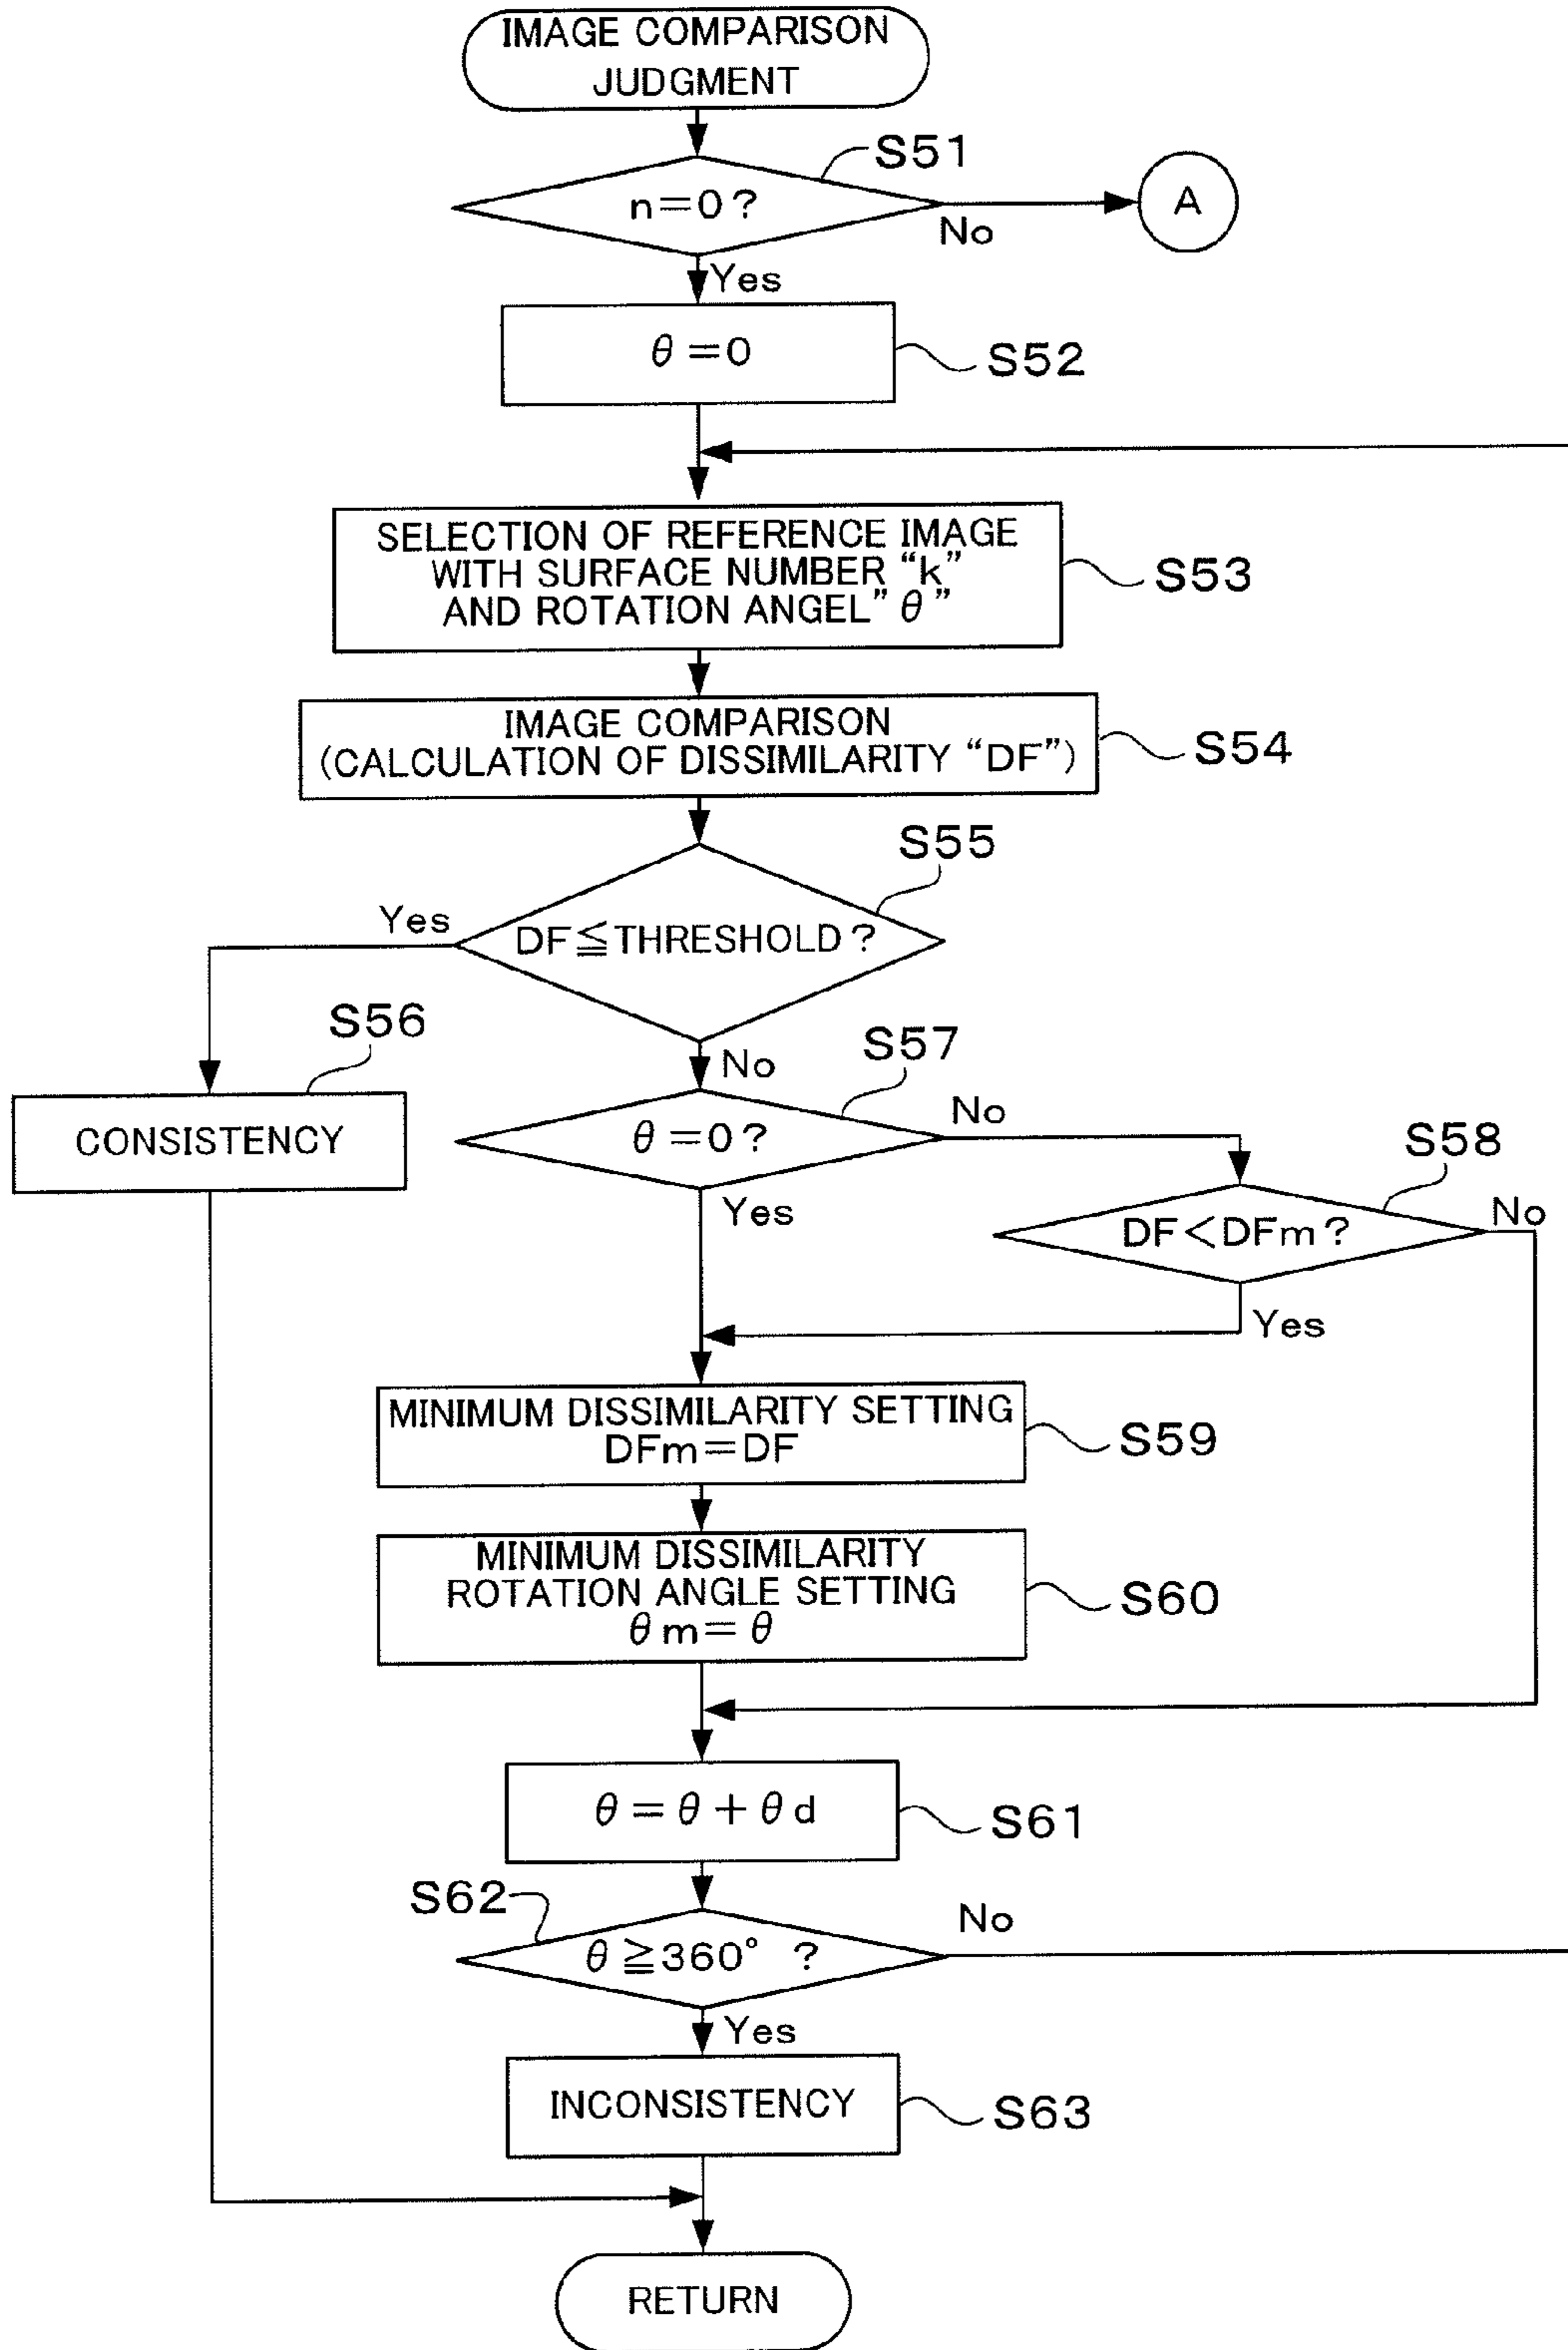 IMAGE COMPARISON
JUDGMENT
S51
n=0?
No
A
Yes
θ=0
S52
SELECTION OF REFERENCE IMAGE
WITH SURFACE NUMBER “k”
AND ROTATION ANGEL” θ ”
S53
IMAGE COMPARISON
(CALCULATION OF DISSIMILARITY “DF”)
S54
S55
Yes
DF≦THRESHOLD?
S56
No
S57
CONSISTENCY
θ=0?
No
S58
Yes
DF<DFm?
No
Yes
MINIMUM DISSIMILARITY SETTING
DFm=DF
S59
MINIMUM DISSIMILARITY
ROTATION ANGLE SETTING
θm=θ
S60
θ=θ+θd
S61
S62
No
θ≧360° ?
Yes
INCONSISTENCY
S63
RETURN